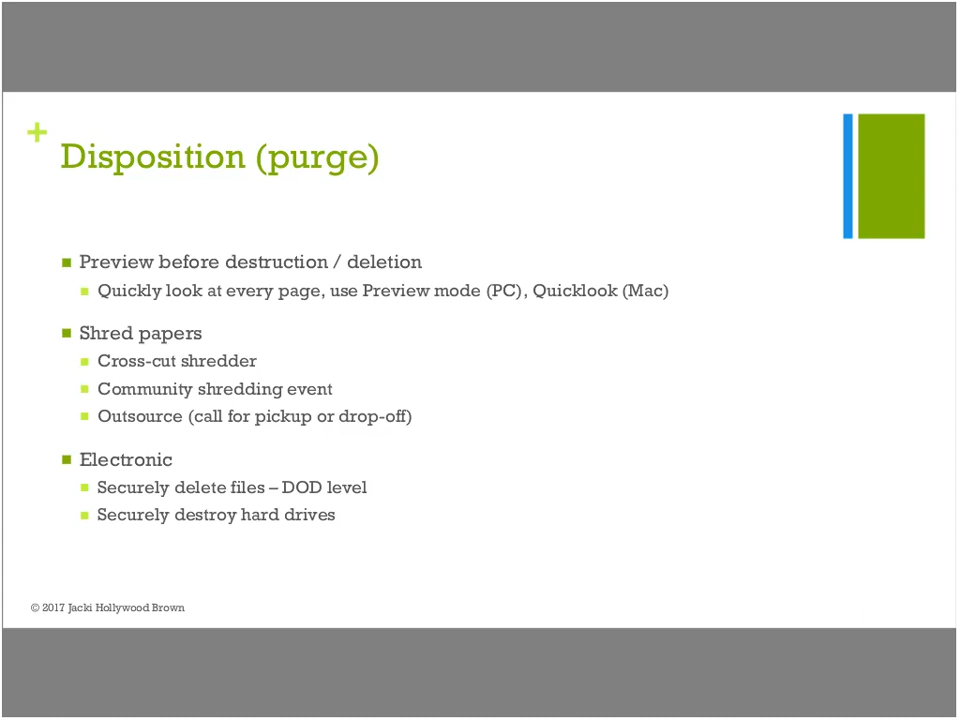 +
Disposition (purge)
Preview before destruction / deletion
Quickly look at every page, use Preview mode (PC), Quicklook (Mac)
Shred papers
Cross-cut shredder
Community shredding event
Outsource (call for pickup or drop-off)
Electronic
Securely delete files – DOD level
Securely destroy hard drives
© 2017 Jacki Hollywood Brown